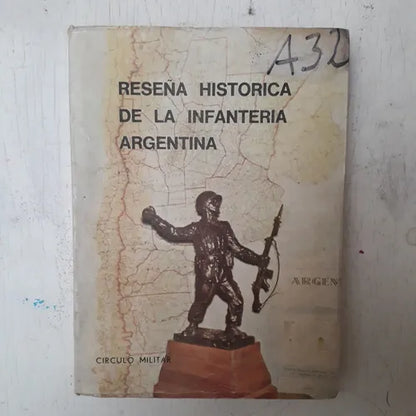 A32
RESEÑA HISTORICA
DE LA INFANTERIA
ARGENTINA
ARGEN
CIRCULO MILITAR